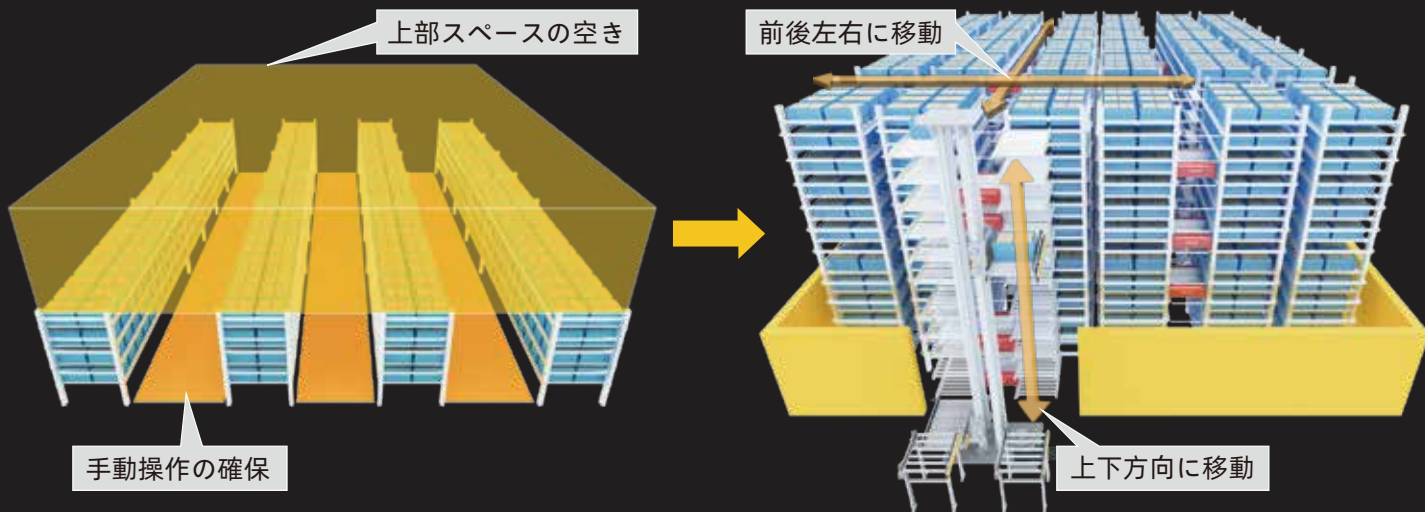 上部スペースの空き
前後左右に移動
手動操作の確保
上下方向に移動